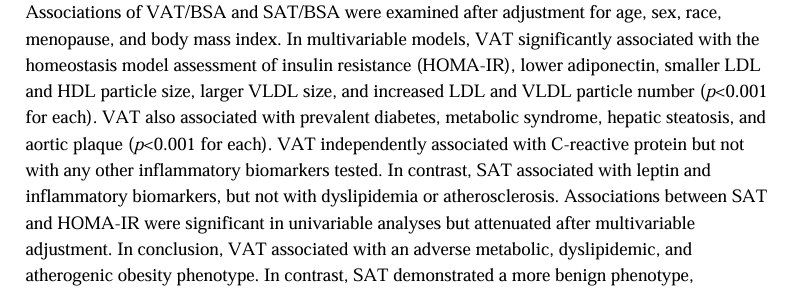 Associations of VAT/BSA and SAT/BSA were examined after adjustment for age, sex, race,
menopause, and body mass index. In multivariable models, VAT significantly associated with the
homeostasis model assessment of insulin resistance (HOMA-IR), lower adiponectin, smaller LDL
and HDL particle size, larger VLDL size, and increased LDL and VLDL particle number (p<0.001
for each). VAT also associated with prevalent diabetes, metabolic syndrome, hepatic steatosis, and
aortic plaque (p<0.001 for each). VAT independently associated with C-reactive protein but not
with any other inflammatory biomarkers tested. In contrast, SAT associated with leptin and
inflammatory biomarkers, but not with dyslipidemia or atherosclerosis. Associations between SAT
and HOMA-IR were significant in univariable analyses but attenuated after multivariable
adjustment. In conclusion, VAT associated with an adverse metabolic, dyslipidemic, and
atherogenic obesity phenotype. In contrast, SAT demonstrated a more benign phenotype,